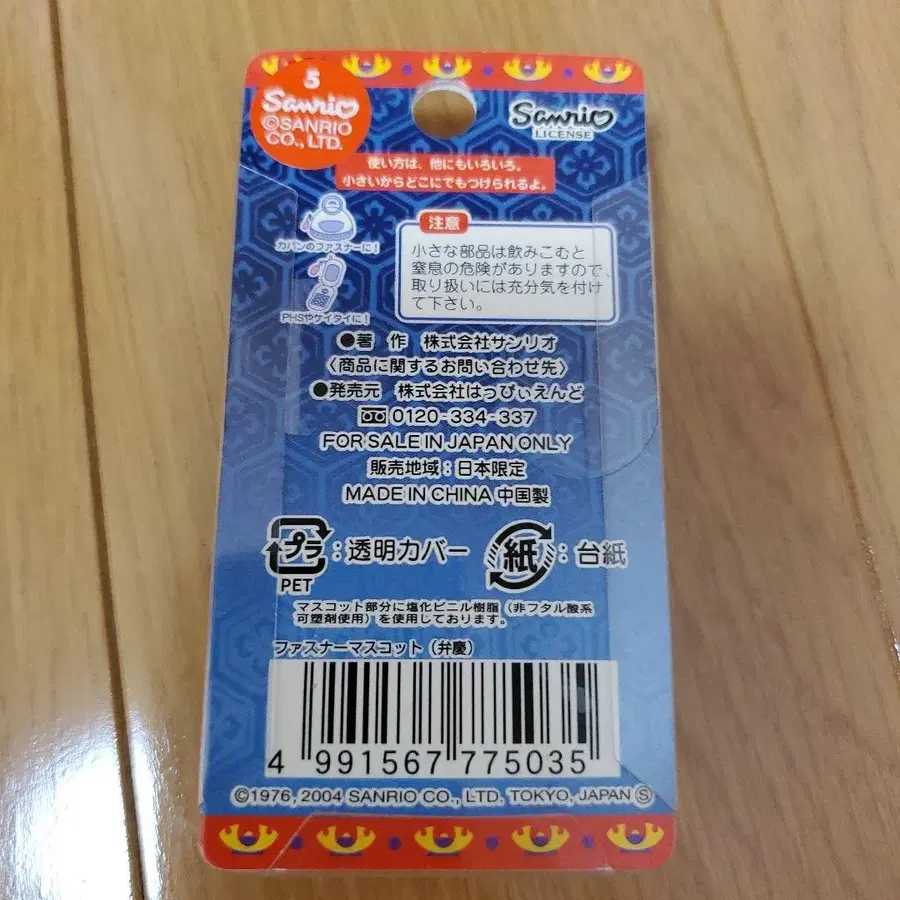 5
Sanrio
©SANRIO
CO., LTD.
Sanrio
LICENSE
使い方は、他にもいろいろ。
小さいからどこにでもつけられるよ。
カバンのファスナーに!
PHSやケイタイに!
注意
小さな部品は飲みこむと
窒息の危険がありますので、
取り扱いには充分気を付け
て下さい。
●著 作 株式会社サンリオ
〈商品に関するお問い合わせ先〉
●発売元 株式会社はっぴぃえんど
0120-334-337
FOR SALE IN JAPAN ONLY
販売地域:日本限定
MADE IN CHINA 中国製
プラ:透明カバー
PET
紙:台紙
マスコット部分に塩化ビニル樹脂(非フタル酸系
可塑剤使用)を使用しております。
ファスナーマスコット(弁慶)
4 991567 775035
©1976, 2004 SANRIO CO., LTD. TOKYO, JAPAN Ⓢ